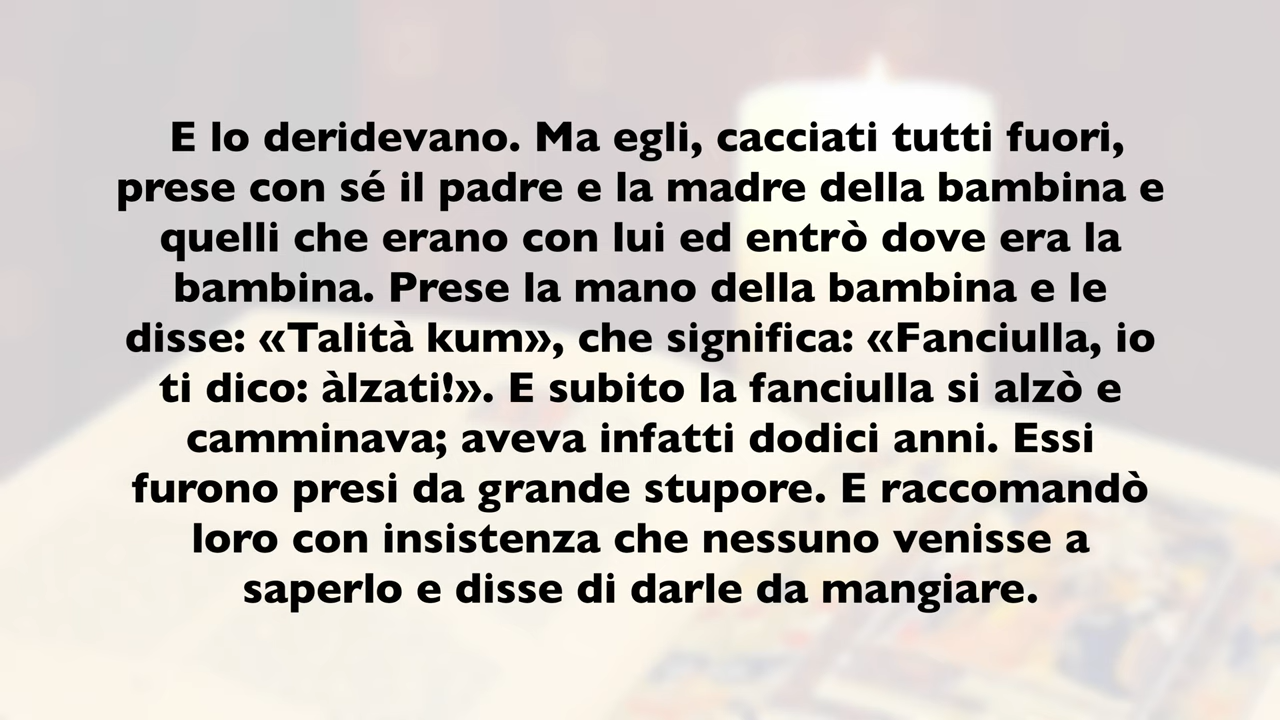 E lo deridevano. Ma egli, cacciati tutti fuori,
prese con sé il padre e la madre della bambina e
quelli che erano con lui ed entrò dove era la
bambina. Prese la mano della bambina e le
disse: «Talità kum», che significa: «Fanciulla, io
ti dico: àlzati!». E subito la fanciulla si alzò e
camminava; aveva infatti dodici anni. Essi
furono presi da grande stupore. E raccomandò
loro con insistenza che nessuno venisse a
saperlo e disse di darle da mangiare.